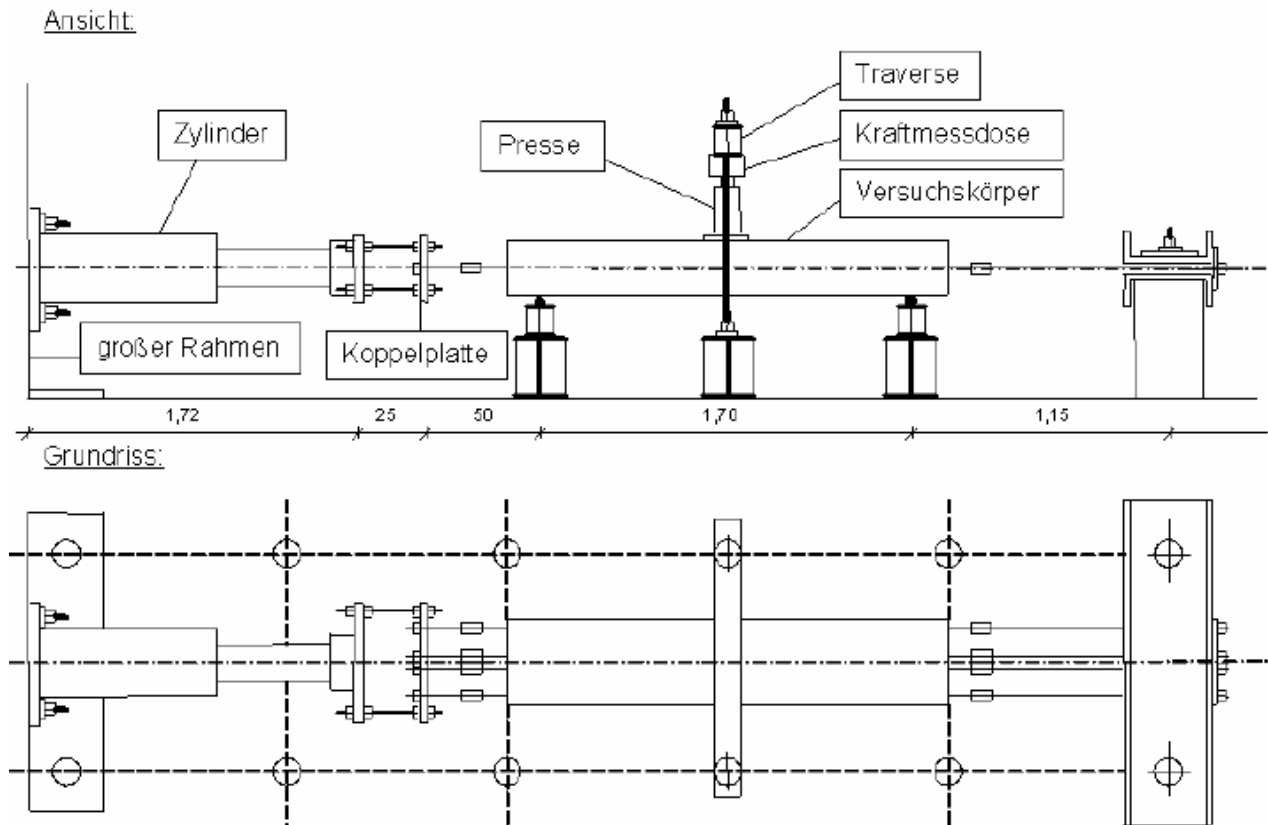 Ansicht:
Traverse
Zylinder
Presse
Kraftmessdose
Versuchskörper
großer Rahmen
Koppelplatte
1,72 25 50 1,70 1,15
Grundriss: